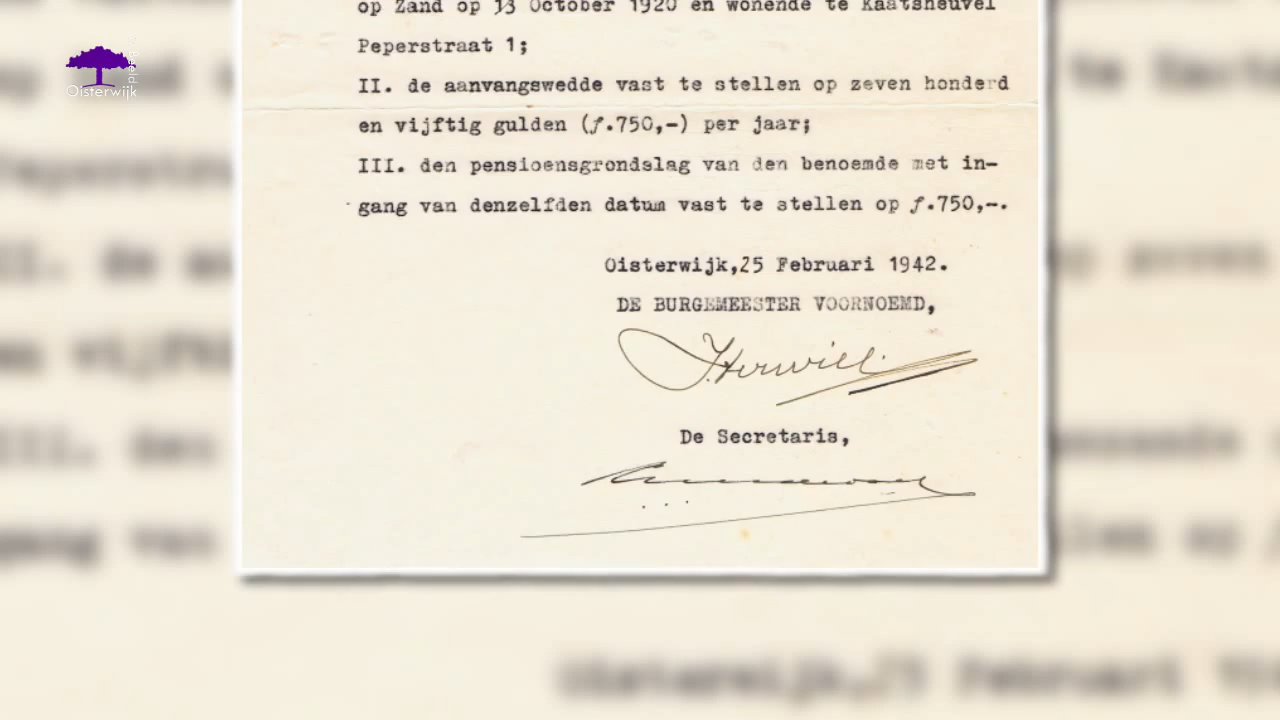 op Zand op 13 October 1920 en wonende te Kaatsheuvel
Peperstraat 1;
II. de aanvangswedde vast te stellen op zeven honderd
en vijftig gulden (ƒ.750,-) per jaar;
III. den pensioensgrondslag van den benoemde met in-
gang van denzelfden datum vast te stellen op ƒ.750,-.
Oisterwijk,25 Februari 1942.
DE BURGEMEESTER VOORNOEMD,
De Secretaris,
Oisterwijk